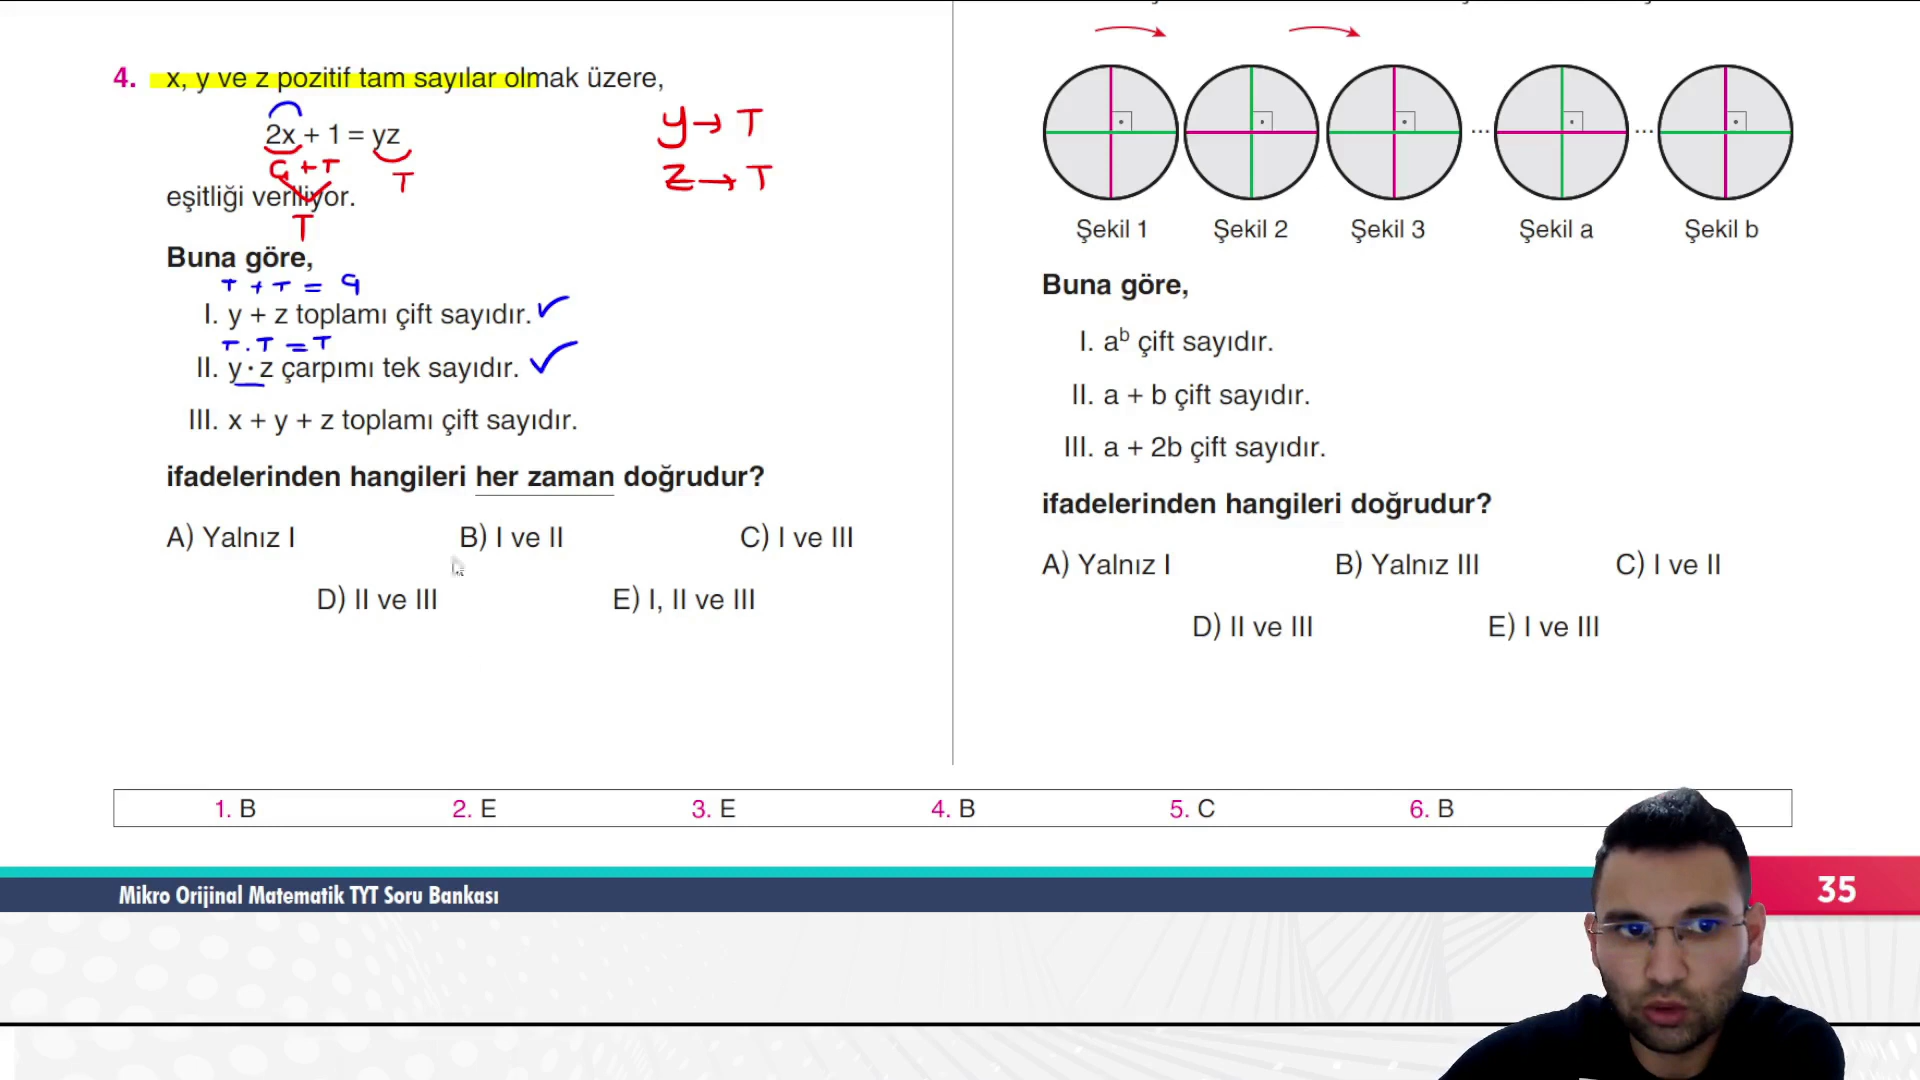 4. x, y ve z pozitif tam sayılar olmak üzere,
2x + 1 = yz
Ç + T
T
T
y → T
z → T
eşitliği veriliyor.
Buna göre,
T + T = Ç
I. y + z toplamı çift sayıdır. ✓
T . T = T
II. y · z çarpımı tek sayıdır. ✓
III. x + y + z toplamı çift sayıdır.
ifadelerinden hangileri her zaman doğrudur?
A) Yalnız I B) I ve II C) I ve III
D) II ve III E) I, II ve III
... ...
Şekil 1 Şekil 2 Şekil 3 Şekil a Şekil b
Buna göre,
I. aᵇ çift sayıdır.
II. a + b çift sayıdır.
III. a + 2b çift sayıdır.
ifadelerinden hangileri doğrudur?
A) Yalnız I B) Yalnız III C) I ve II
D) II ve III E) I ve III
1. B 2. E 3. E 4. B 5. C 6. B
Mikro Orijinal Matematik TYT Soru Bankası
35